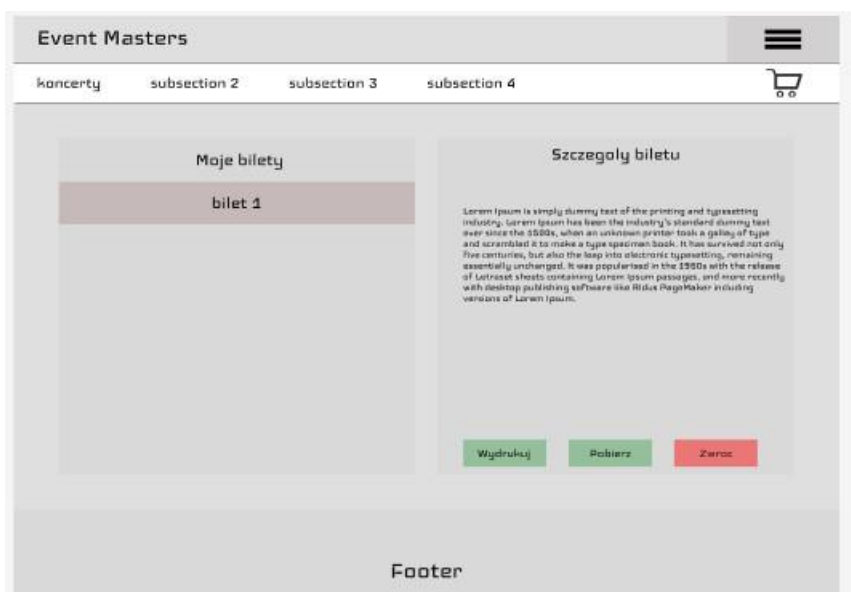 Event Masters
koncerty subsection 2 subsection 3 subsection 4
Moje bilety
bilet 1
Szczegoly biletu
Lorem Ipsum is simply dummy text of the printing and typesetting
industry. Lorem Ipsum has been the industry's standard dummy text
ever since the 1500s, when an unknown printer took a galley of type
and scrambled it to make a type specimen book. It has survived not only
five centuries, but also the leap into electronic typesetting, remaining
essentially unchanged. It was popularised in the 1960s with the release
of Letraset sheets containing Lorem Ipsum passages, and more recently
with desktop publishing software like Aldus PageMaker including
versions of Lorem Ipsum.
Wydrukuj Pobierz Zwroc
Footer